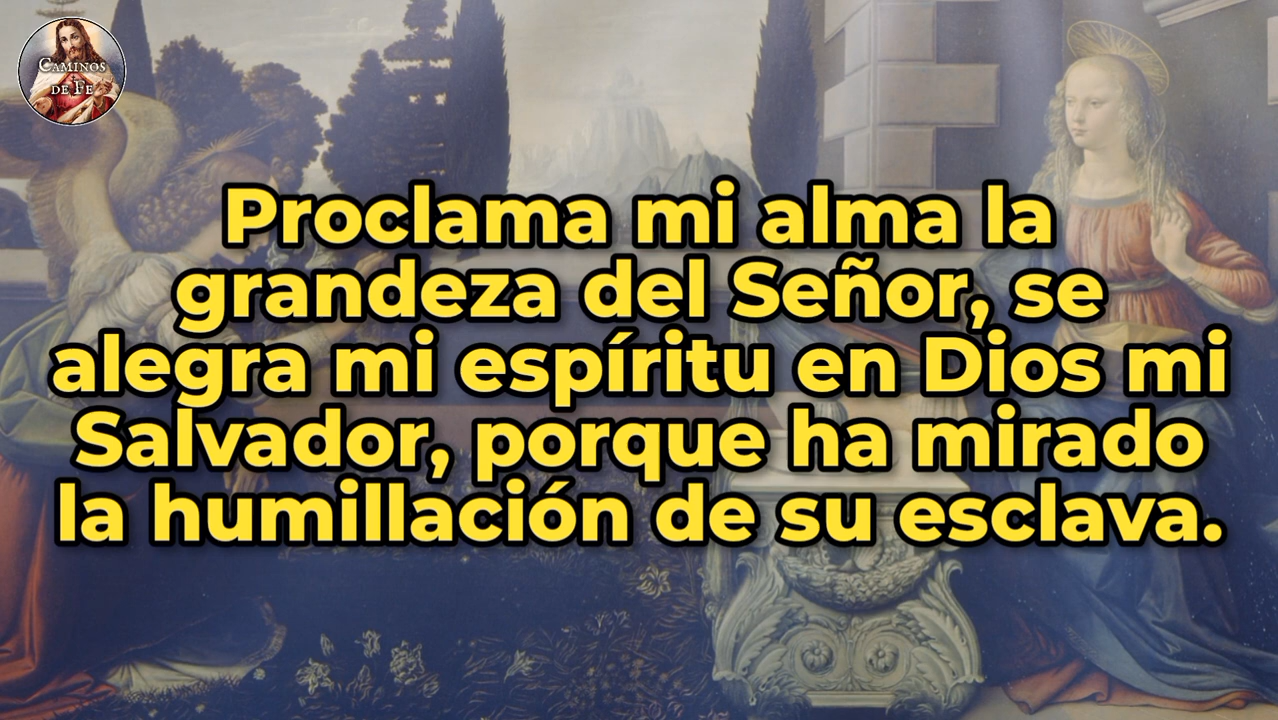 CAMINOS
DE FE
Proclama mi alma la
grandeza del Señor, se
alegra mi espíritu en Dios mi
Salvador, porque ha mirado
la humillación de su esclava.